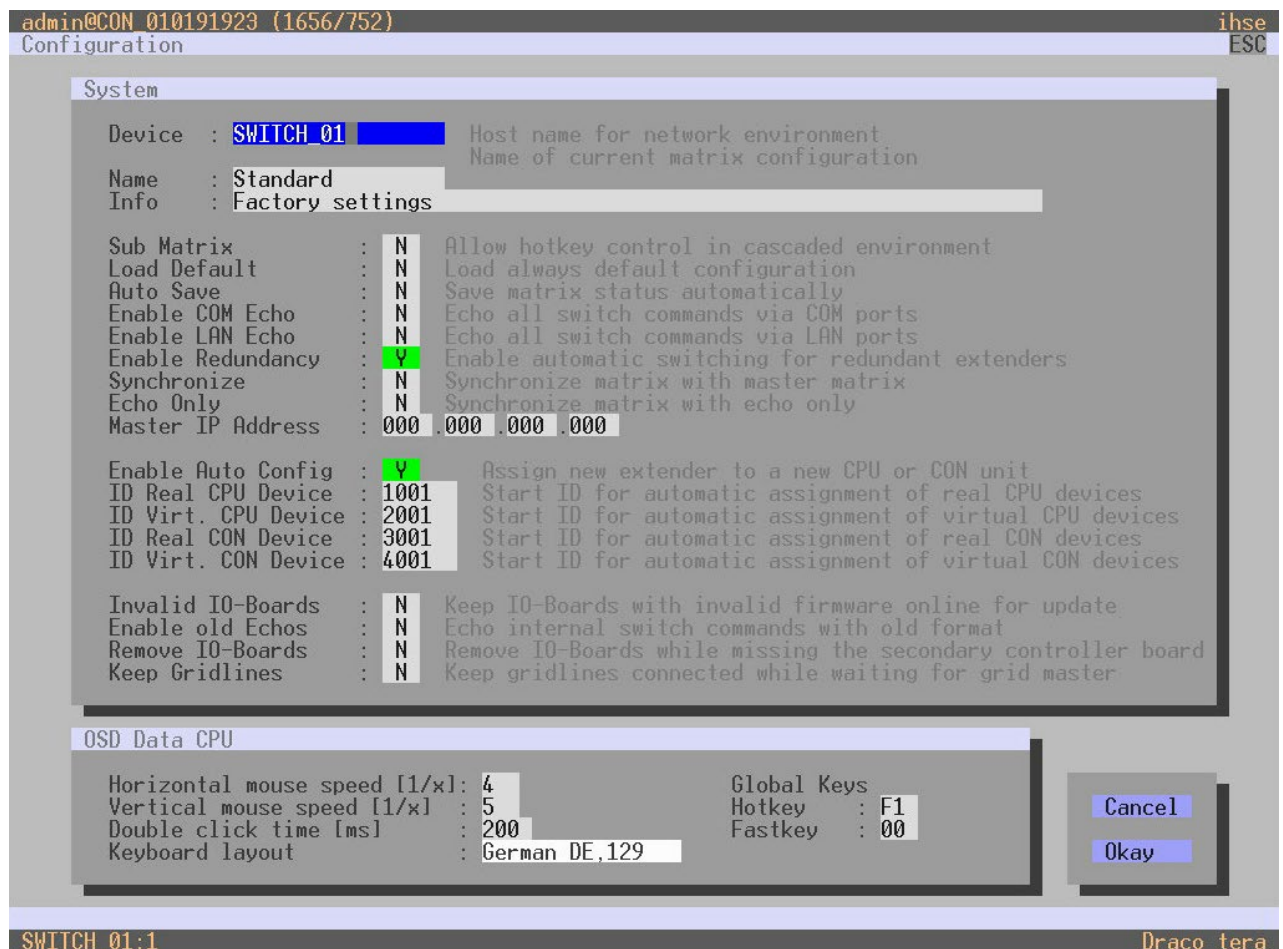 admin@CON_010191923 (1656/752) ihse
Configuration ESC
System
Device : SWITCH_01 Host name for network environment
Name of current matrix configuration
Name : Standard
Info : Factory settings
Sub Matrix : N Allow hotkey control in cascaded environment
Load Default : N Load always default configuration
Auto Save : N Save matrix status automatically
Enable COM Echo : N Echo all switch commands via COM ports
Enable LAN Echo : N Echo all switch commands via LAN ports
Enable Redundancy : Y Enable automatic switching for redundant extenders
Synchronize : N Synchronize matrix with master matrix
Echo Only : N Synchronize matrix with echo only
Master IP Address : 000 .000 .000 .000
Enable Auto Config : Y Assign new extender to a new CPU or CON unit
ID Real CPU Device : 1001 Start ID for automatic assignment of real CPU devices
ID Virt. CPU Device : 2001 Start ID for automatic assignment of virtual CPU devices
ID Real CON Device : 3001 Start ID for automatic assignment of real CON devices
ID Virt. CON Device : 4001 Start ID for automatic assignment of virtual CON devices
Invalid IO-Boards : N Keep IO-Boards with invalid firmware online for update
Enable old Echos : N Echo internal switch commands with old format
Remove IO-Boards : N Remove IO-Boards while missing the secondary controller board
Keep Gridlines : N Keep gridlines connected while waiting for grid master
OSD Data CPU
Horizontal mouse speed [1/x]: 4 Global Keys
Vertical mouse speed [1/x] : 5 Hotkey : F1
Double click time [ms] : 200 Fastkey : 00
Keyboard layout : German DE,129
Cancel
Okay
SWITCH_01:1 Draco tera